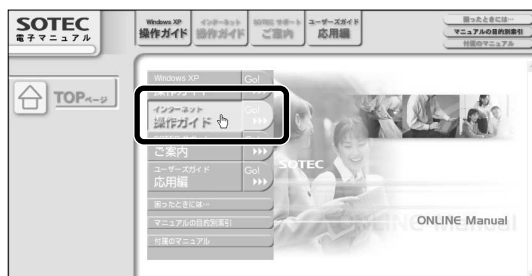 SOTEC
電子マニュアル
Windows XP
操作ガイド
インターネット
操作ガイド
SOTEC サポート
ご案内
ユーザーズガイド
応用編
困ったときには…
マニュアルの目的別索引
付属のマニュアル
TOPページ
Windows XP
Go!
インターネット
Go!
操作ガイド
ご案内
ユーザーズガイド
Go!
応用編
困ったときには…
マニュアルの目的別索引
付属のマニュアル
SOTEC
ONLINE Manual